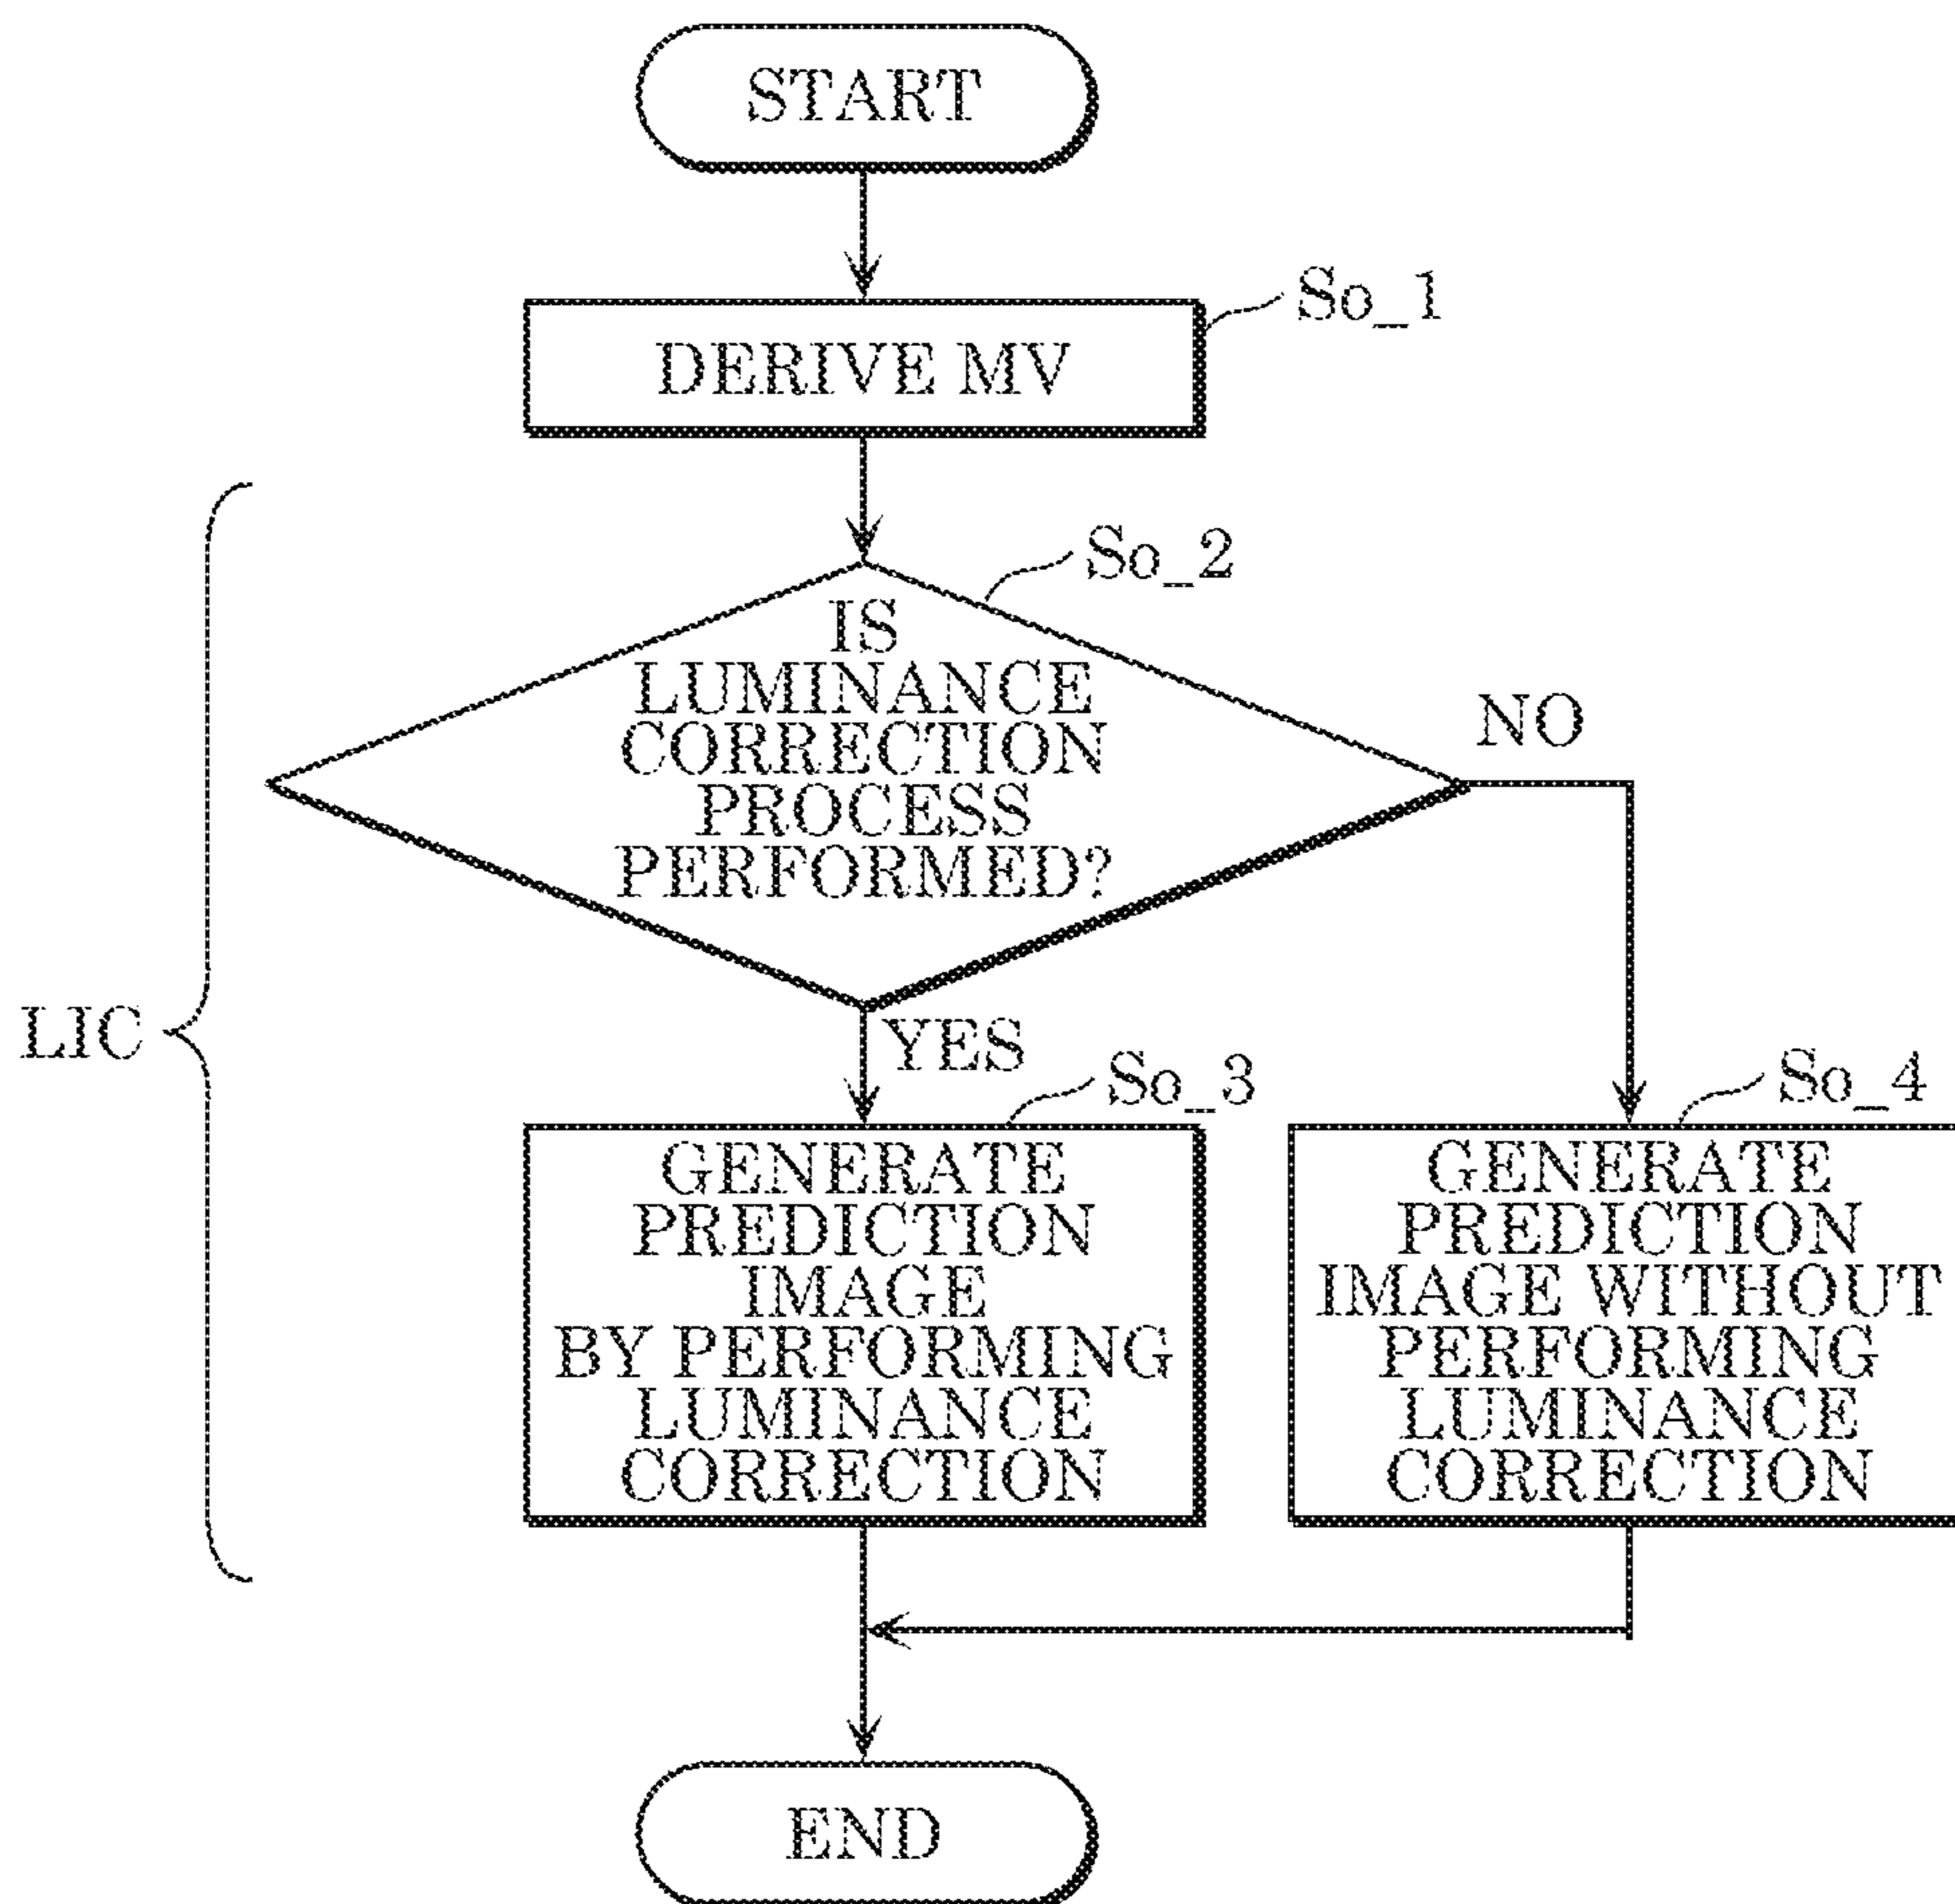 START
So_1
DERIVE MV
So_2
IS
LUMINANCE
CORRECTION
PROCESS
PERFORMED?
NO
LIC
YES
So_3
GENERATE
PREDICTION
IMAGE
BY PERFORMING
LUMINANCE
CORRECTION
So_4
GENERATE
PREDICTION
IMAGE WITHOUT
PERFORMING
LUMINANCE
CORRECTION
END